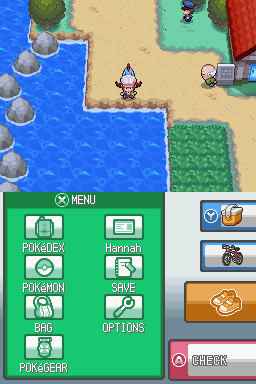 MENU
POKéDEX
Hannah
POKéMON
SAVE
BAG
OPTIONS
POKéGEAR
Y
CHECK